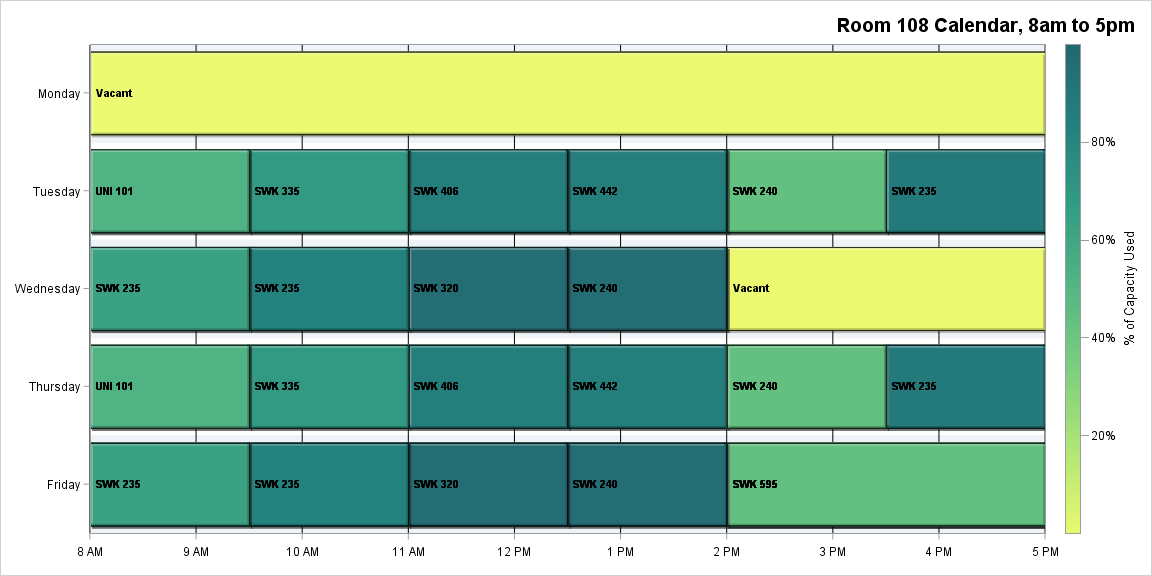 Room 108 Calendar, 8am to 5pm
Monday
Vacant
Tuesday
UNI 101
SWK 335
SWK 406
SWK 442
SWK 240
SWK 235
Wednesday
SWK 235
SWK 235
SWK 320
SWK 240
Vacant
Thursday
UNI 101
SWK 335
SWK 406
SWK 442
SWK 240
SWK 235
Friday
SWK 235
SWK 235
SWK 320
SWK 240
SWK 595
8 AM
9 AM
10 AM
11 AM
12 PM
1 PM
2 PM
3 PM
4 PM
5 PM
80%
60%
40%
20%
% of Capacity Used